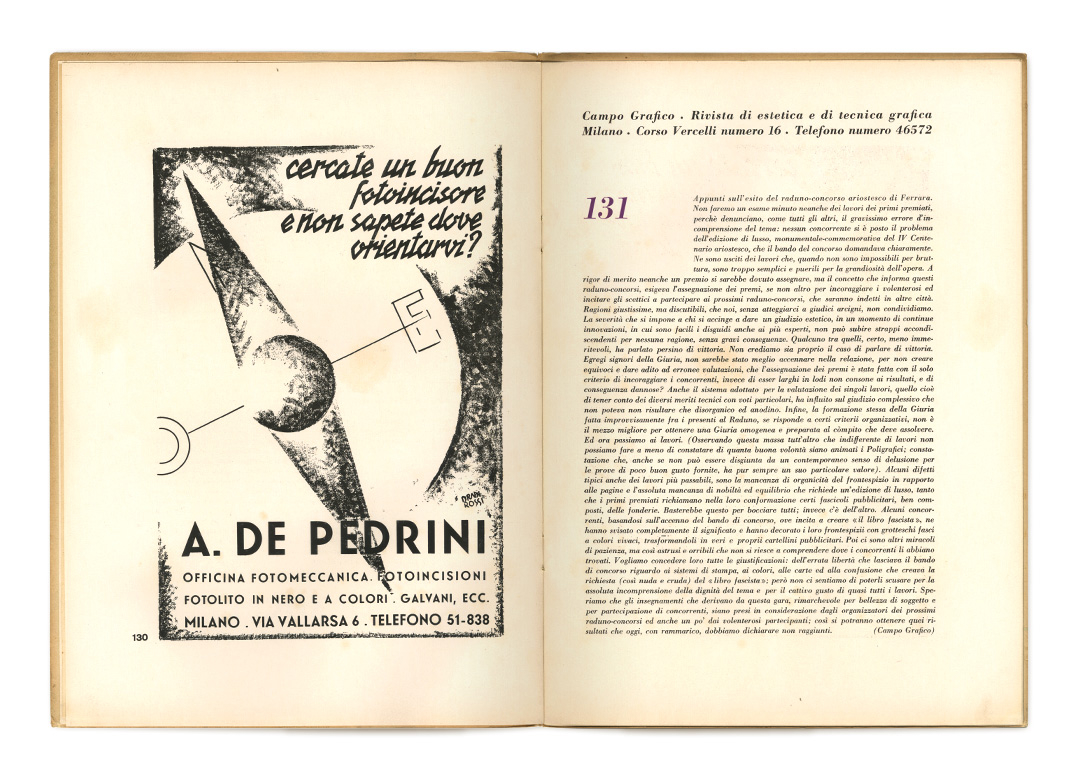 cercate un buon
fotoincisore
e non sapete dove
orientarvi?
E
A. DE PEDRINI
OFFICINA FOTOMECCANICA. FOTOINCISIONI
FOTOLITO IN NERO E A COLORI . GALVANI, ECC.
MILANO . VIA VALLARSA 6 . TELEFONO 51-838
130
Campo Grafico . Rivista di estetica e di tecnica grafica
Milano . Corso Vercelli numero 16 . Telefono numero 46572
131
Appunti sull'esito del raduno-concorso ariostesco di Ferrara.
Non faremo un esame minuto neanche dei lavori dei primi premiati,
perchè denunciano, come tutti gli altri, il gravissimo errore d'in-
comprensione del tema: nessun concorrente si è posto il problema
dell'edizione di lusso, monumentale-commemorativa del IV Cente-
nario ariostesco, che il bando del concorso domandava chiaramente.
Ne sono usciti dei lavori che, quando non sono impossibili per brut-
tura, sono troppo semplici e puerili per la grandiosità dell'opera. A
rigor di merito neanche un premio si sarebbe dovuto assegnare, ma il concetto che informa questi
raduno-concorsi, esigeva l'assegnazione dei premi, se non altro per incoraggiare i volenterosi ed
incitare gli scettici a partecipare ai prossimi raduno-concorsi, che saranno indetti in altre città.
Ragioni giustissime, ma discutibili, che noi, senza atteggiarci a giudici arcigni, non condividiamo.
La severità che si impone a chi si accinge a dare un giudizio estetico, in un momento di continue
innovazioni, in cui sono facili i disguidi anche ai più esperti, non può subire strappi accondi-
scendenti per nessuna ragione, senza gravi conseguenze. Qualcuno tra quelli, certo, meno imme-
ritevoli, ha parlato persino di vittoria. Non crediamo sia proprio il caso di parlare di vittoria.
Egregi signori della Giuria, non sarebbe stato meglio accennare nella relazione, per non creare
equivoci e dare adito ad erronee valutazioni, che l'assegnazione dei premi è stata fatta con il solo
criterio di incoraggiare i concorrenti, invece di esser larghi in lodi non consone ai risultati, e di
conseguenza dannose? Anche il sistema adottato per la valutazione dei singoli lavori, quello cioè
di tener conto dei diversi meriti tecnici con voti particolari, ha influito sul giudizio complessivo che
non poteva non risultare che disorganico ed anodino. Infine, la formazione stessa della Giuria
fatta improvvisamente fra i presenti al Raduno, se risponde a certi criterii organizzativi, non è
il mezzo migliore per ottenere una Giuria omogenea e preparata al còmpito che deve assolvere.
Ed ora passiamo ai lavori. (Osservando questa massa tutt'altro che indifferente di lavori non
possiamo fare a meno di constatare di quanta buona volontà siano animati i Poligrafici; consta-
tazione che, anche se non può essere disgiunta da un contemporaneo senso di delusione per
le prove di poco buon gusto fornite, ha pur sempre un suo particolare valore). Alcuni difetti
tipici anche dei lavori più passabili, sono la mancanza di organicità del frontespizio in rapporto
alle pagine e l'assoluta mancanza di nobiltà ed equilibrio che richiede un'edizione di lusso, tanto
che i primi premiati richiamano nella loro conformazione certi fascicoli pubblicitari, ben com-
posti, delle fonderie. Basterebbe questo per bocciare tutti; invece c'è dell'altro. Alcuni concor-
renti, basandosi sull'accenno del bando di concorso, ove incita a creare «il libro fascista», ne
hanno svisato completamente il significato e hanno decorato i loro frontespizii con grotteschi fasci
a colori vivaci, trasformandoli in veri e proprii cartellini pubblicitari. Poi ci sono altri miracoli
di pazienza, ma così astrusi e orribili che non si riesce a comprendere dove i concorrenti li abbiano
trovati. Vogliamo concedere loro tutte le giustificazioni: dell'errata libertà che lasciava il bando
di concorso riguardo ai sistemi di stampa, ai colori, alle carte ed alla confusione che creava la
richiesta (così nuda e cruda) del «libro fascista»; però non ci sentiamo di poterli scusare per la
assoluta incomprensione della dignità del tema e per il cattivo gusto di quasi tutti i lavori. Spe-
riamo che gli insegnamenti che derivano da questa gara, rimarchevole per bellezza di soggetto e
per partecipazione di concorrenti, siano presi in considerazione dagli organizzatori dei prossimi
raduno-concorsi ed anche un po' dai volenterosi partecipanti; così si potranno ottenere quei ri-
sultati che oggi, con rammarico, dobbiamo dichiarare non raggiunti. (Campo Grafico)